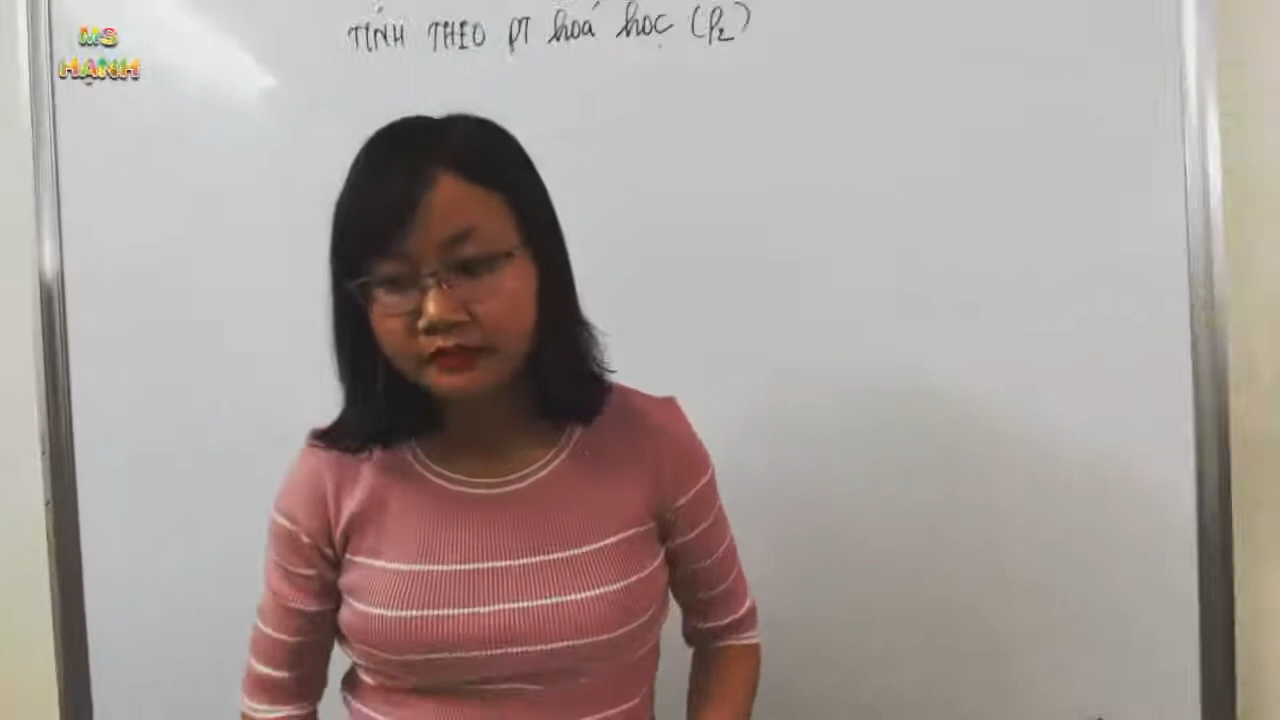 MS
HẠNH
TÍNH THEO PT hoá học (P2)